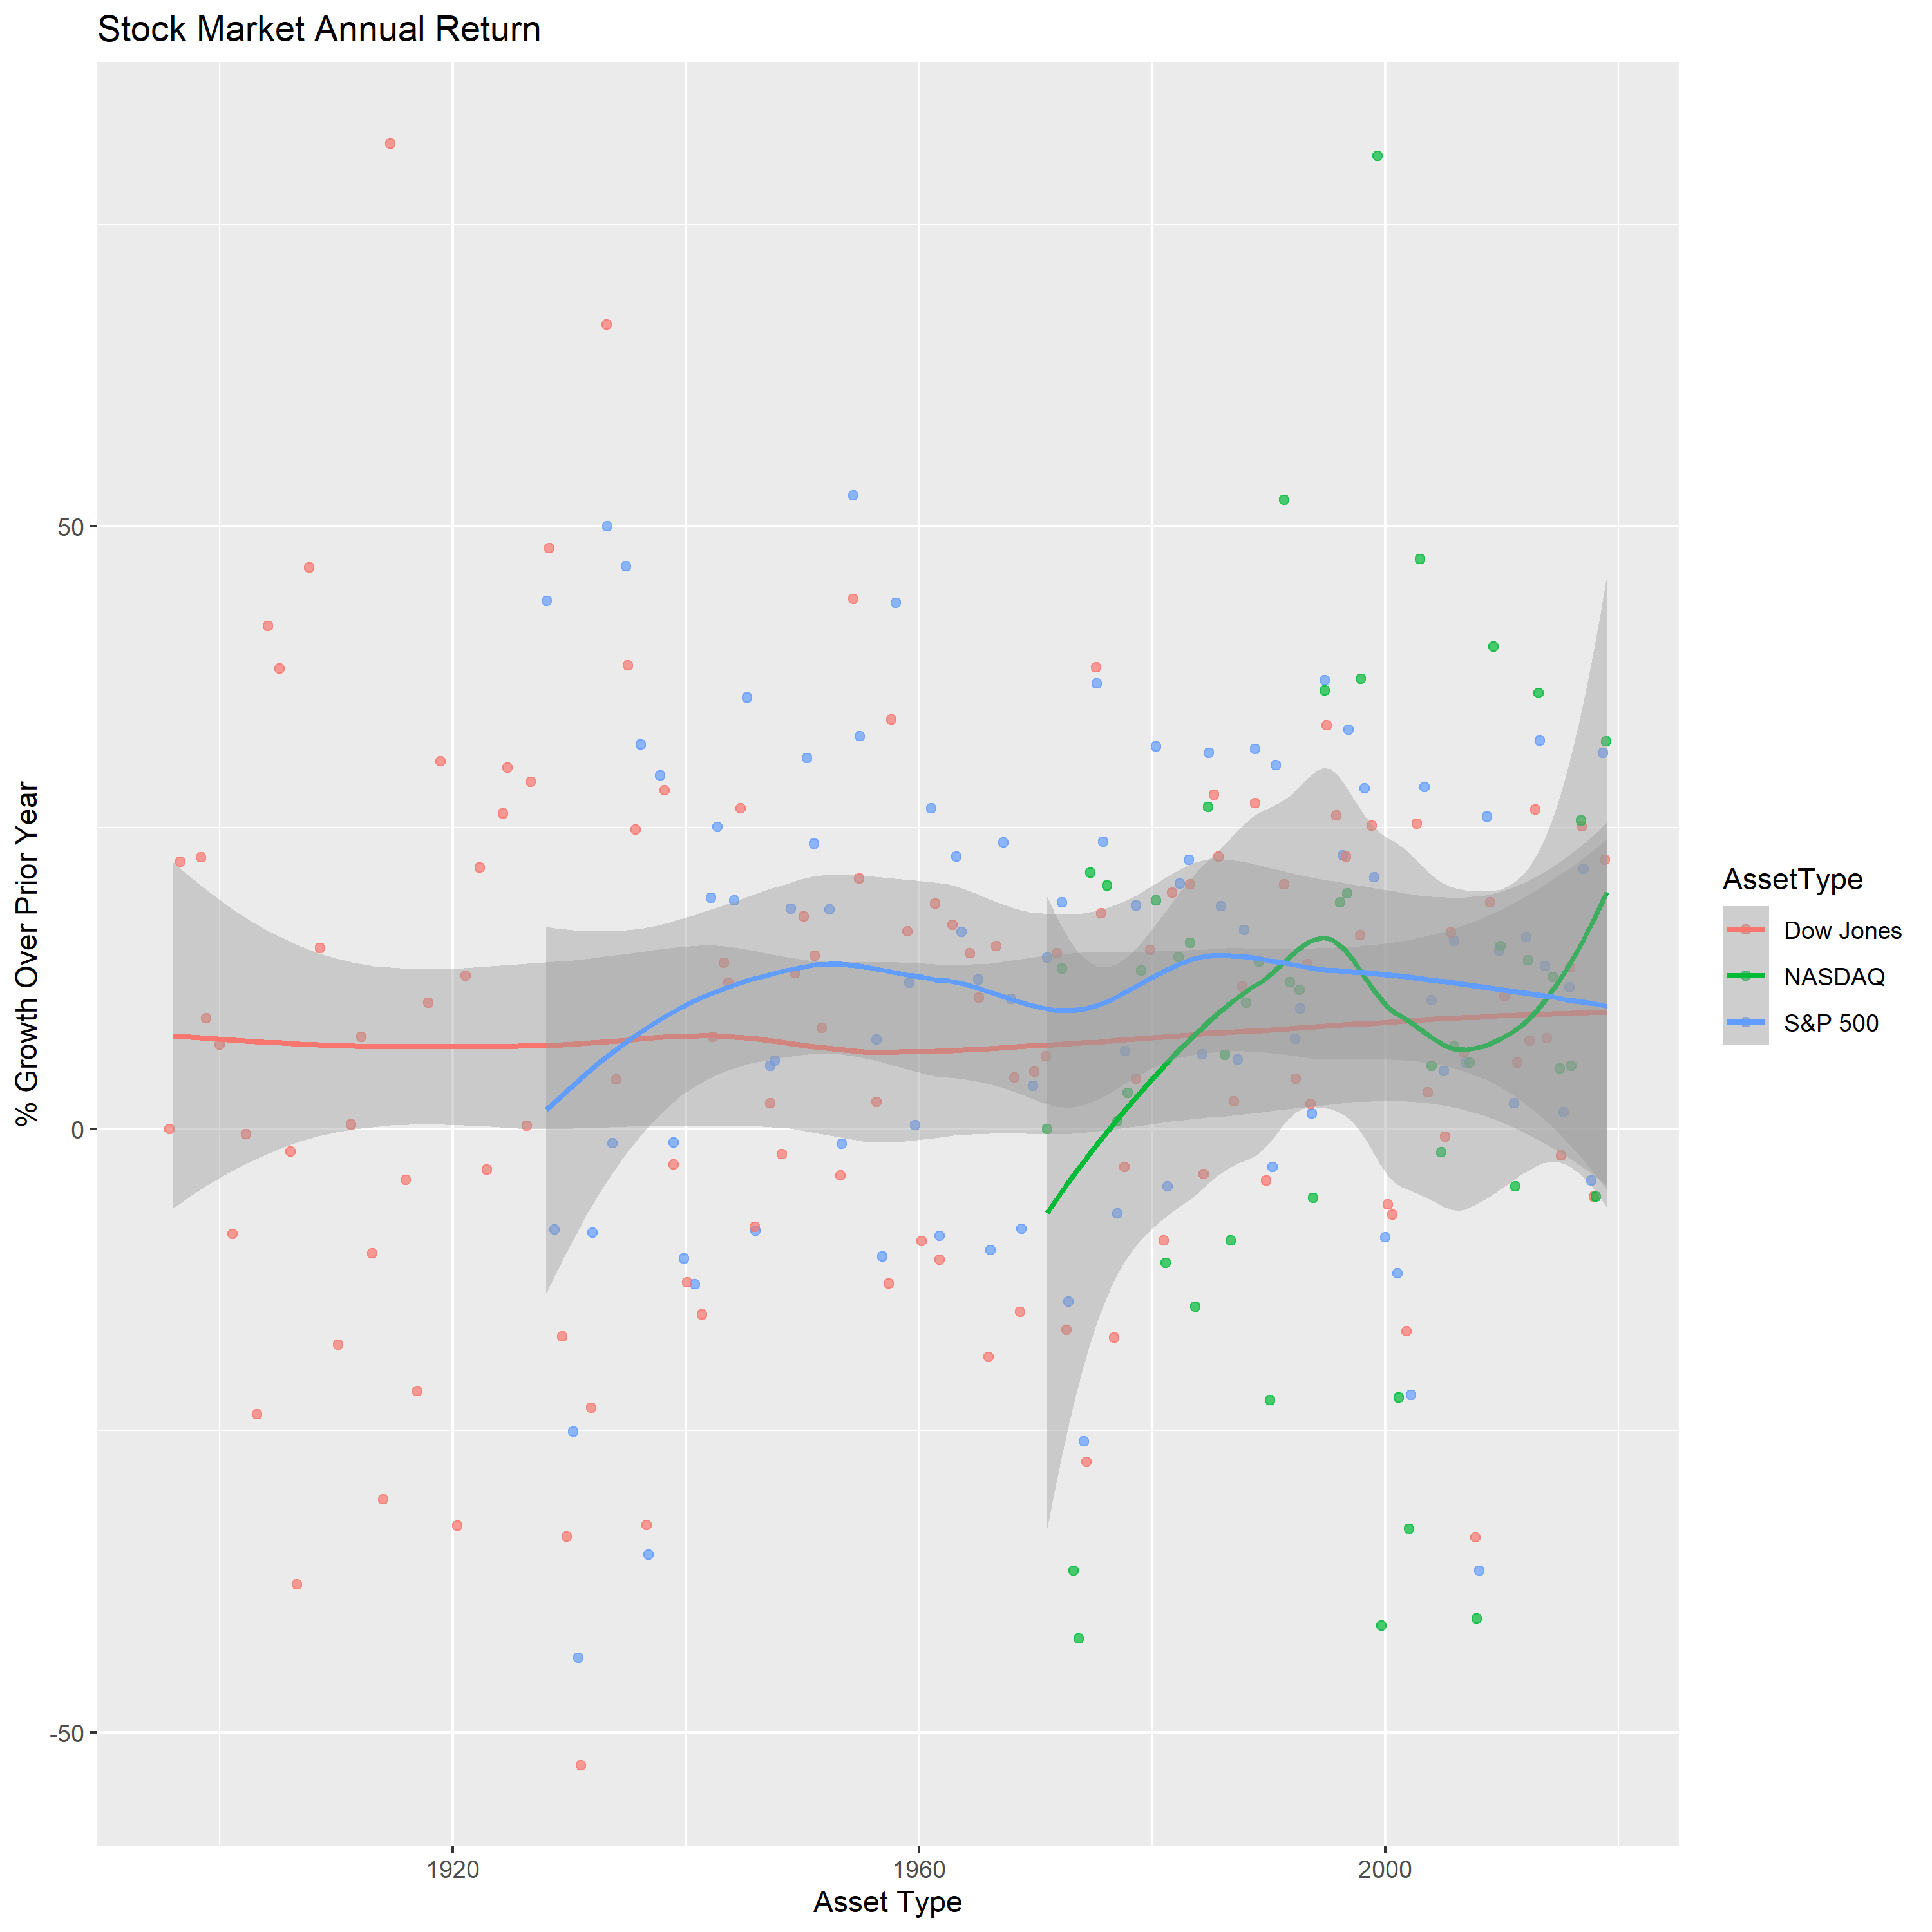 Stock Market Annual Return
% Growth Over Prior Year
50
0
-50
1920
1960
2000
Asset Type
AssetType
Dow Jones
NASDAQ
S&P 500